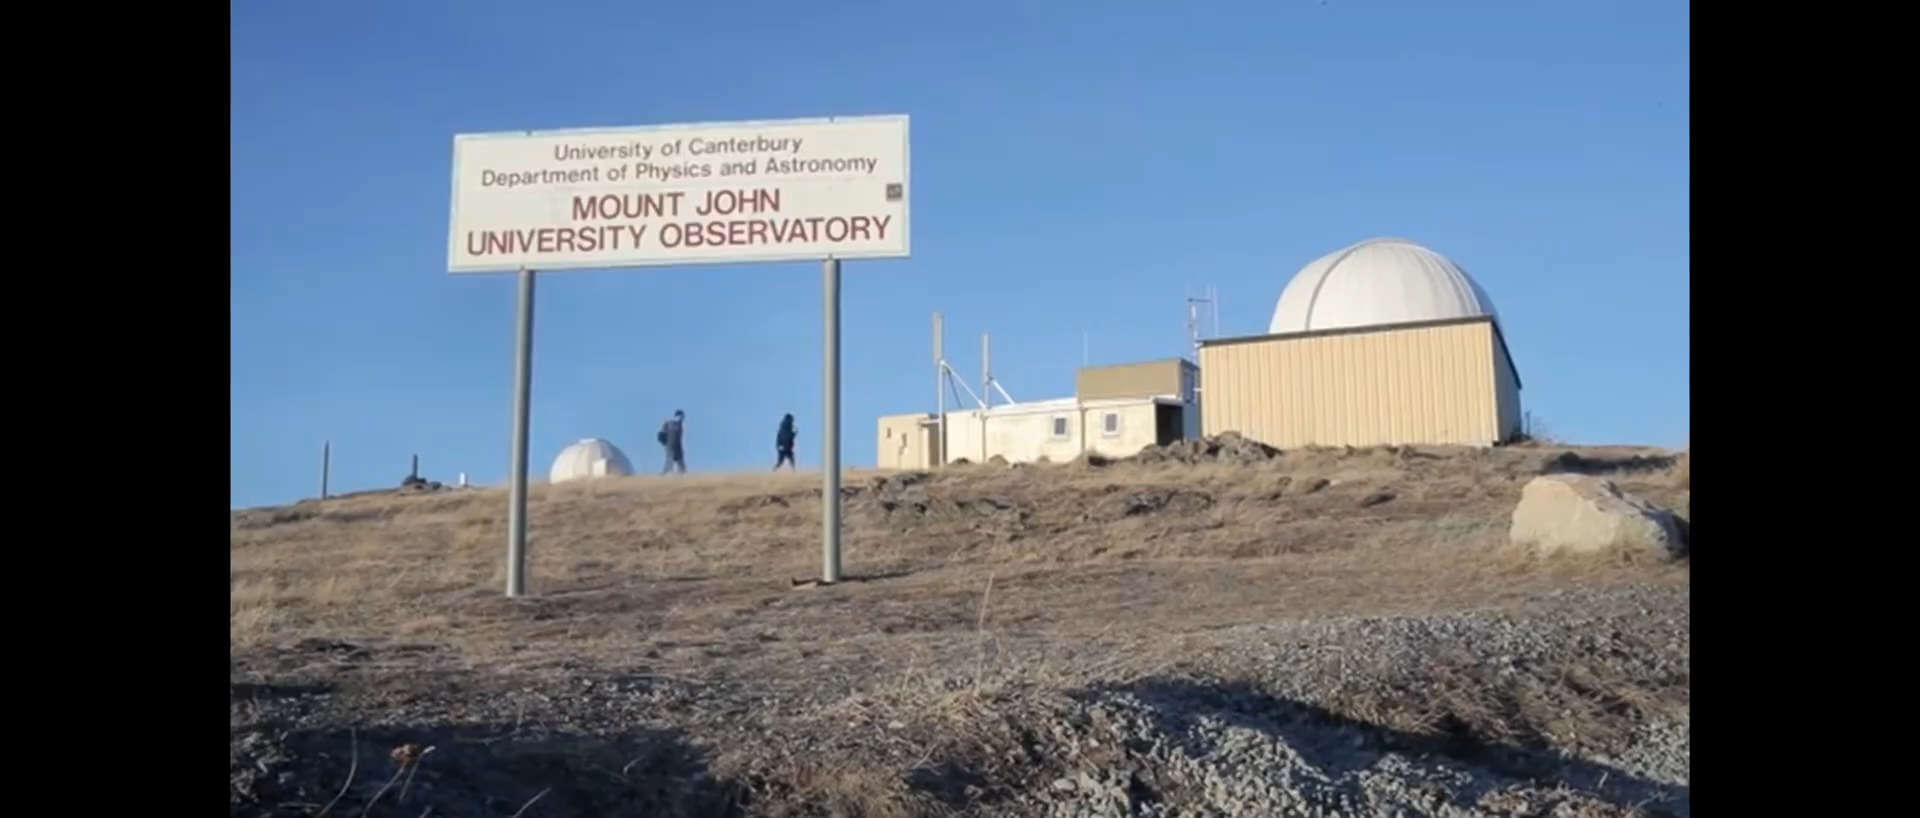 University of Canterbury
Department of Physics and Astronomy
MOUNT JOHN
UNIVERSITY OBSERVATORY